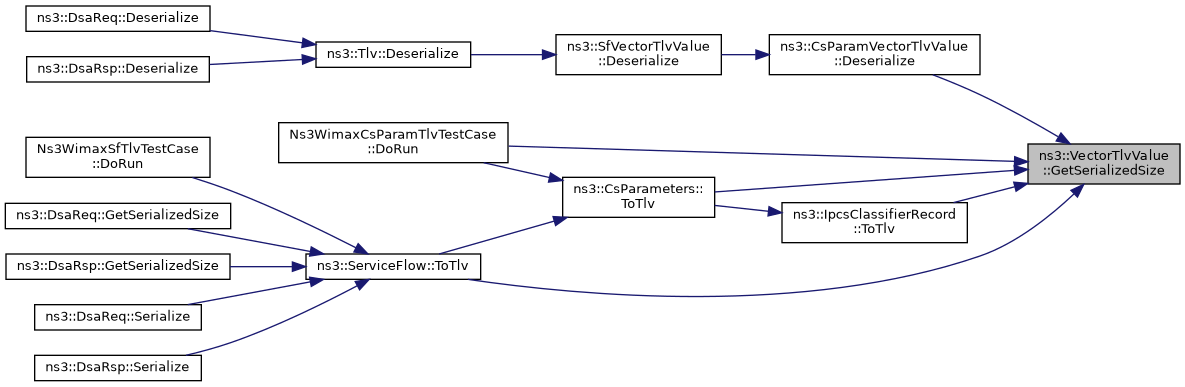 ns3::DsaReq::Deserialize
ns3::DsaRsp::Deserialize
ns3::Tlv::Deserialize
ns3::SfVectorTlvValue
::Deserialize
ns3::CsParamVectorTlvValue
::Deserialize
Ns3WimaxSfTlvTestCase
::DoRun
Ns3WimaxCsParamTlvTestCase
::DoRun
ns3::VectorTlvValue
::GetSerializedSize
ns3::CsParameters::
ToTlv
ns3::IpcsClassifierRecord
::ToTlv
ns3::DsaReq::GetSerializedSize
ns3::DsaRsp::GetSerializedSize
ns3::ServiceFlow::ToTlv
ns3::DsaReq::Serialize
ns3::DsaRsp::Serialize